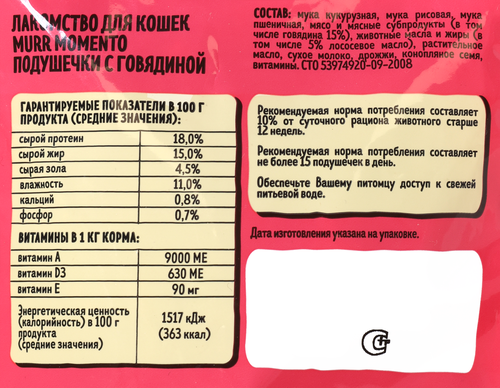 ЛАКОМСТВО ДЛЯ КОШЕК
MURR MOMENTO
ПОДУШЕЧКИ С ГОВЯДИНОЙ
ГАРАНТИРУЕМЫЕ ПОКАЗАТЕЛИ В 100 Г
ПРОДУКТА (СРЕДНИЕ ЗНАЧЕНИЯ):
сырой протеин 18,0%
сырой жир 15,0%
сырая зола 4,5%
влажность 11,0%
кальций 0,8%
фосфор 0,7%
ВИТАМИНЫ В 1 КГ КОРМА:
витамин А 9000 МЕ
витамин D3 630 МЕ
витамин Е 90 мг
Энергетическая ценность
(калорийность) в 100 г
продукта
(средние значения)
1517 кДж
(363 ккал)
СОСТАВ: мука кукурузная, мука рисовая, мука
пшеничная, мясо и мясные субпродукты (в том
числе говядина 15%), животные масла и жиры (в
том числе 5% лососевое масло), растительное
масло, сухое молоко, дрожжи, конопляное семя,
витамины. СТО 53974920-09-2008
Рекомендуемая норма потребления составляет
10% от суточного рациона животного старше
12 недель.
Рекомендуемая норма потребления составляет
не более 15 подушечек в день.
Обеспечьте Вашему питомцу доступ к свежей
питьевой воде.
Дата изготовления указана на упаковке.